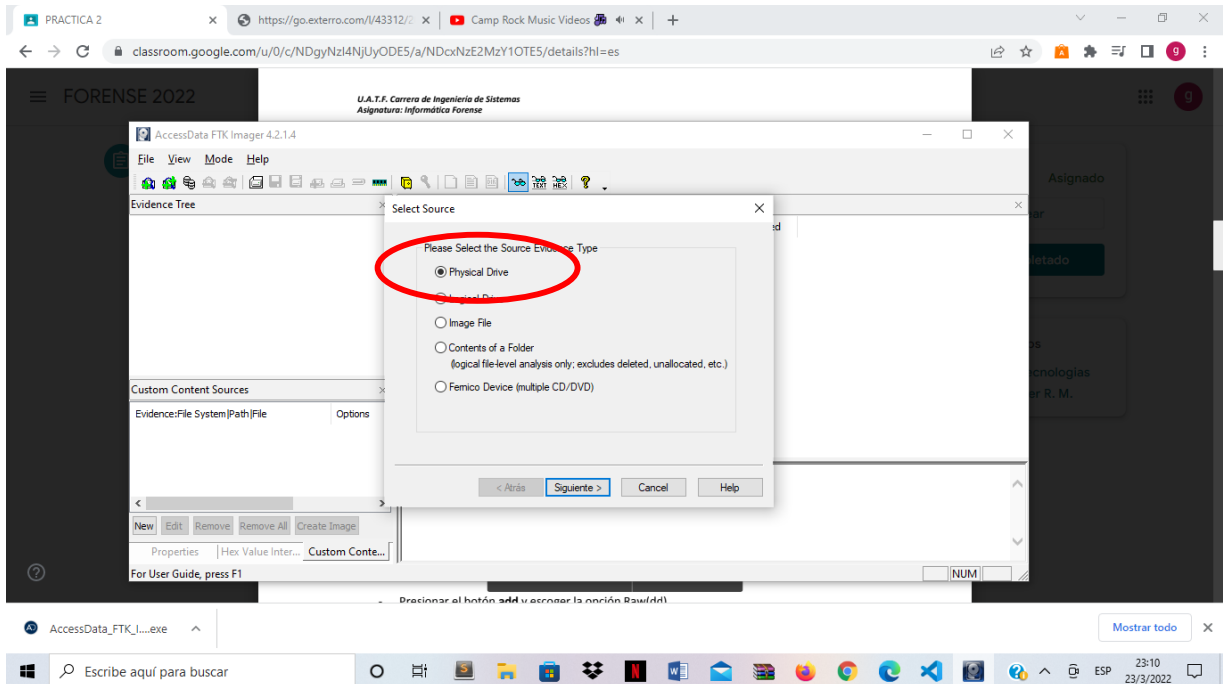 PRACTICA 2
https://go.exterro.com/l/43312/2
Camp Rock Music Videos
classroom.google.com/u/0/c/NDgyNzI4NjUyODE5/a/NDcxNzE2MzY1OTE5/details?hl=es
g
FORENSE 2022
U.A.T.F. Carrera de Ingeniería de Sistemas
Asignatura: Informática Forense
g
AccessData FTK Imager 4.2.1.4
File View Mode Help
TEXT HEX
Evidence Tree
Select Source
Asignado
Please Select the Source Evidence Type
Physical Drive
Image File
Contents of a Folder
(logical file-level analysis only; excludes deleted, unallocated, etc.)
Custom Content Sources
Fernico Device (multiple CD/DVD)
R. M.
Evidence:File System|Path|File Options
< Atrás Siguiente > Cancel Help
New Edit Remove Remove All Create Image
Properties Hex Value Inter... Custom Conte...
For User Guide, press F1
NUM
Presionar el botón add y escoger la opción Raw(dd)
AccessData_FTK_I....exe
Mostrar todo
Escribe aquí para buscar
ESP
23:10
23/3/2022